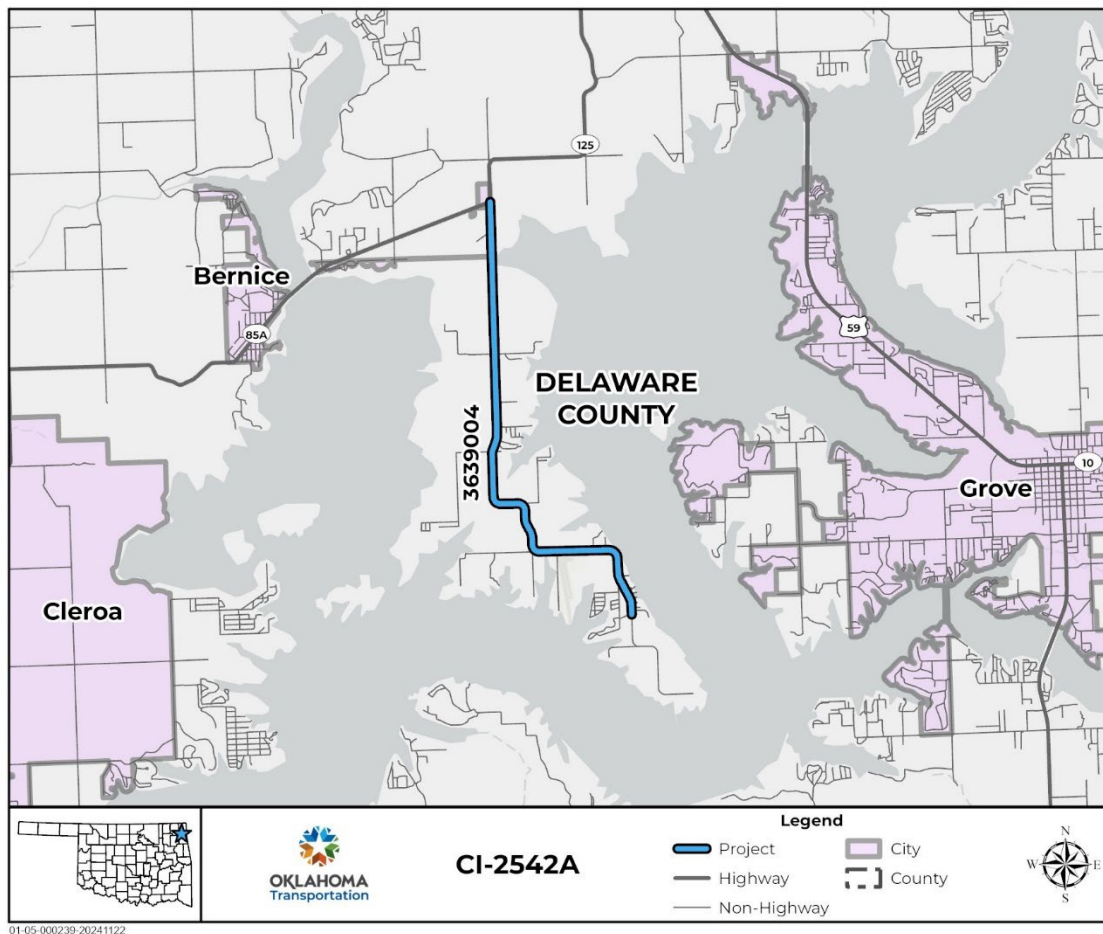 125
Bernice
85A
59
DELAWARE
COUNTY
3639004
10
Grove
Cleroa
OKLAHOMA
Transportation
CI-2542A
Legend
Project
Highway
Non-Highway
City
County
N
W
E
S
01-05-000239-20241122